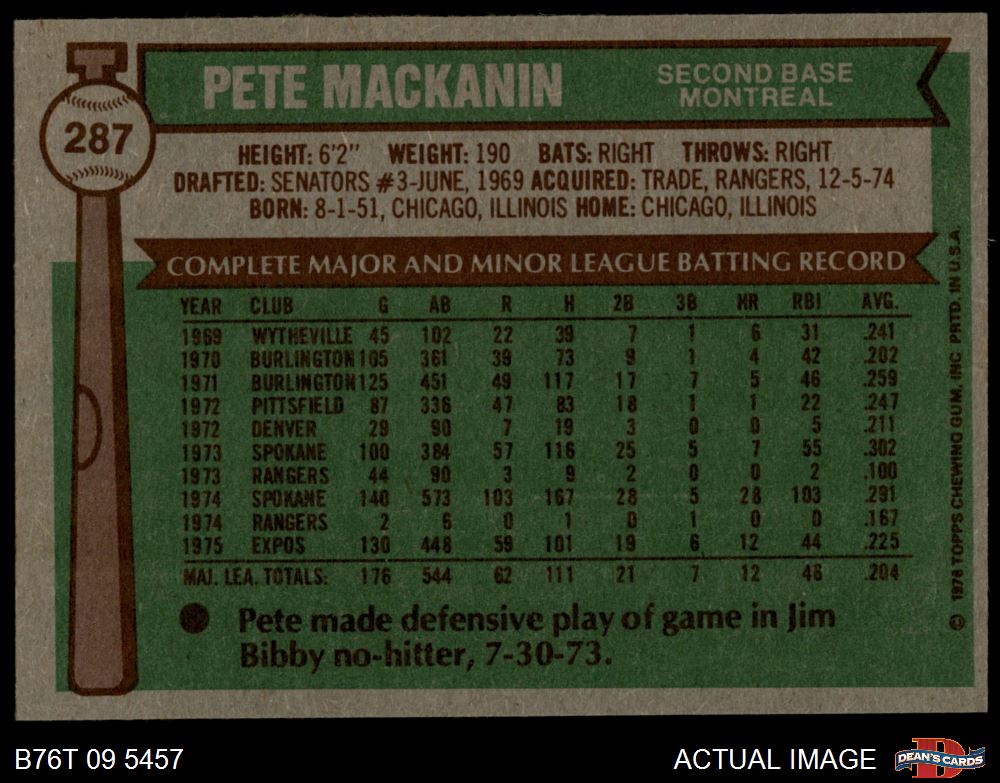 PETE MACKANIN
SECOND BASE
MONTREAL
287
HEIGHT: 6'2" WEIGHT: 190 BATS: RIGHT THROWS: RIGHT
DRAFTED: SENATORS #3-JUNE, 1969 ACQUIRED: TRADE, RANGERS, 12-5-74
BORN: 8-1-51, CHICAGO, ILLINOIS HOME: CHICAGO, ILLINOIS
COMPLETE MAJOR AND MINOR LEAGUE BATTING RECORD
YEAR CLUB G AB R H 2B 3B HR RBI AVG.
1969 WYTHEVILLE 45 102 22 39 7 1 6 31 .241
1970 BURLINGTON 105 361 39 73 9 1 4 42 .202
1971 BURLINGTON 125 451 49 117 17 7 5 46 .259
1972 PITTSFIELD 87 336 47 83 18 1 1 22 .247
1972 DENVER 29 90 7 19 3 0 0 5 .211
1973 SPOKANE 100 384 57 116 25 5 7 55 .302
1973 RANGERS 44 90 3 9 2 0 0 2 .100
1974 SPOKANE 140 573 103 167 28 5 28 103 .291
1974 RANGERS 2 6 0 1 0 1 0 0 .167
1975 EXPOS 130 448 59 101 19 6 12 44 .225
MAJ. LEA. TOTALS: 176 544 62 111 21 7 12 46 .204
Pete made defensive play of game in Jim
Bibby no-hitter, 7-30-73.
© 1976 TOPPS CHEWING GUM, INC PRTD. IN U.S.A.
B76T 09 5457
ACTUAL IMAGE
D
DEAN'S CARDS